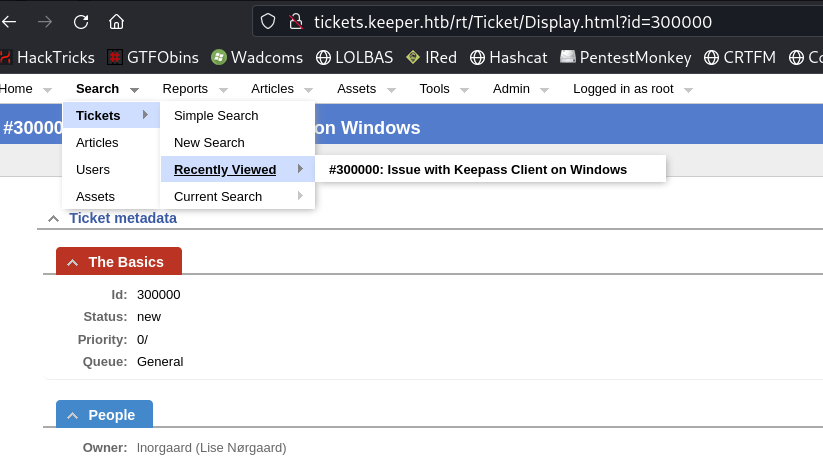 tickets.keeper.htb/rt/Ticket/Display.html?id=300000
HackTricks GTFObins Wadcoms LOLBAS IRed Hashcat PentestMonkey CRTFM
Home Search Reports Articles Assets Tools Admin Logged in as root
#30000 on Windows
Tickets Simple Search
Articles New Search
Users Recently Viewed #300000: Issue with Keepass Client on Windows
Assets Current Search
Ticket metadata
The Basics
Id: 300000
Status: new
Priority: 0/
Queue: General
People
Owner: lnorgaard (Lise Nørgaard)